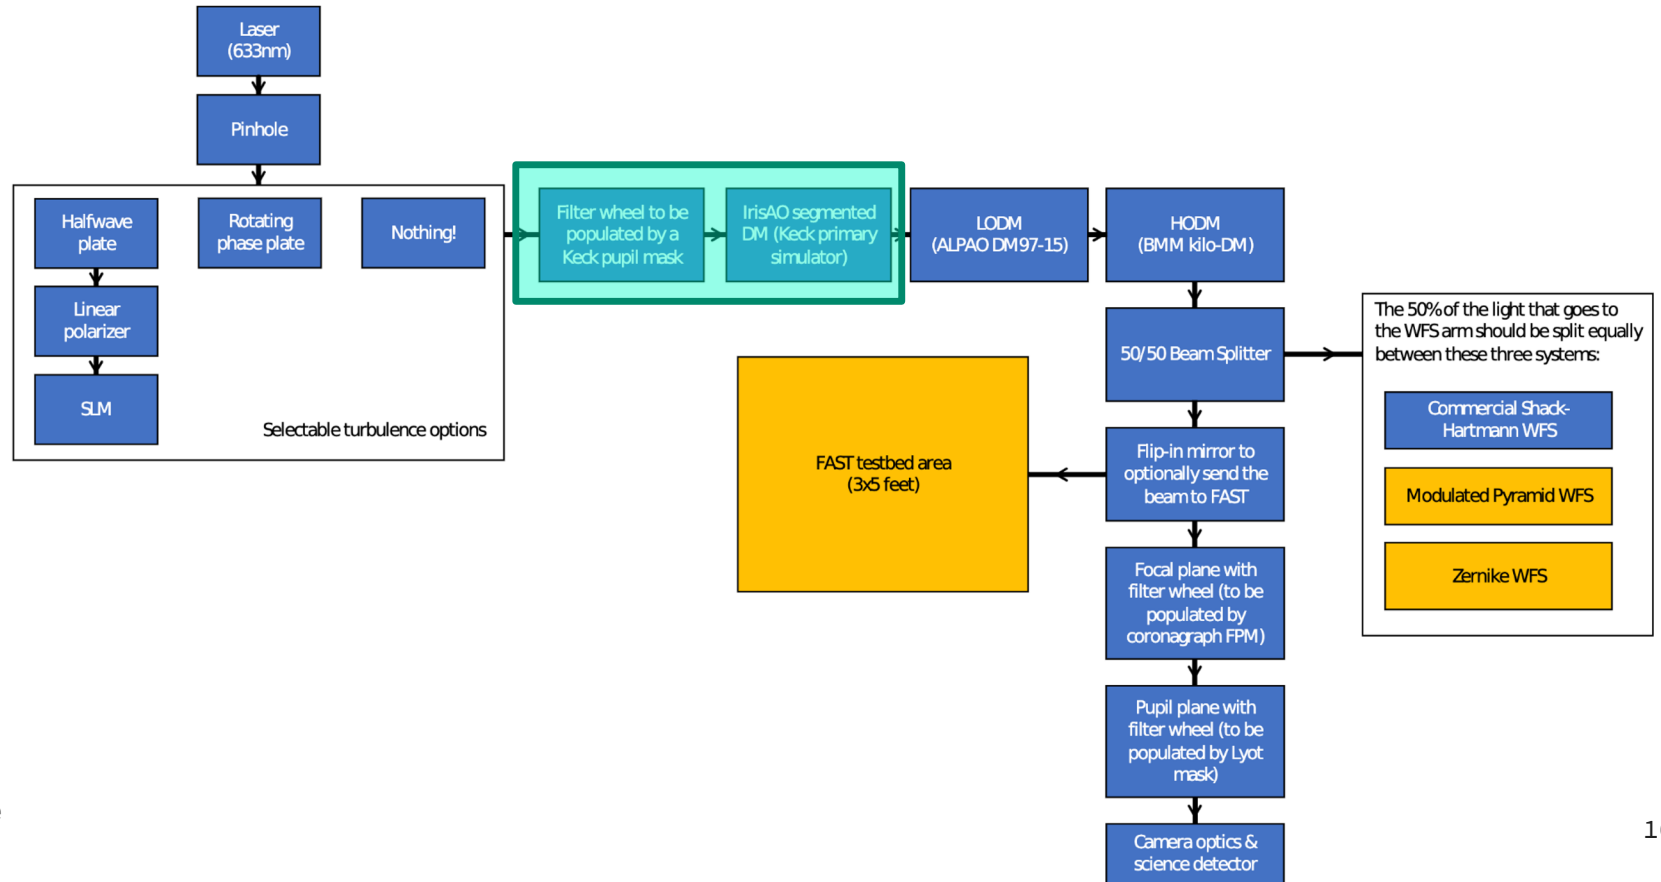 Laser
(633nm)
Pinhole
Halfwave
plate
Linear
polarizer
SLM
Rotating
phase plate
Nothing!
Selectable turbulence options
Filter wheel to be
populated by a
Keck pupil mask
IrisAO segmented
DM (Keck primary
simulator)
LODM
(ALPAO DM97-15)
HODM
(BMM kilo-DM)
50/50 Beam Splitter
The 50% of the light that goes to
the WFS arm should be split equally
between these three systems:
Commercial Shack-
Hartmann WFS
Modulated Pyramid WFS
Zernike WFS
Flip-in mirror to
optionally send the
beam to FAST
FAST testbed area
(3x5 feet)
Focal plane with
filter wheel (to be
populated by
coronagraph FPM)
Pupil plane with
filter wheel (to be
populated by Lyot
mask)
Camera optics &
science detector